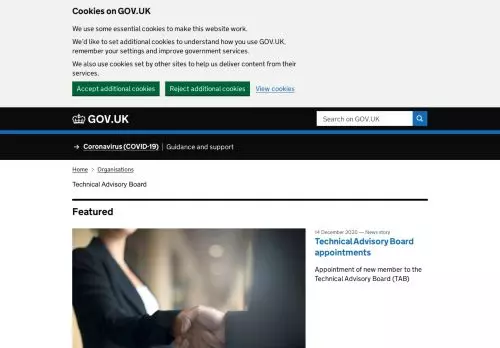 Cookies on GOV.UK
We use some essential cookies to make this website work.
We'd like to set additional cookies to understand how you use GOV.UK,
remember your settings and improve government services.
We also use cookies set by other sites to help us deliver content from their
services.
Accept additional cookies Reject additional cookies View cookies
GOV.UK Search on GOV.UK
→ Coronavirus (COVID-19) | Guidance and support
Home > Organisations
Technical Advisory Board
Featured
14 December 2020 — News story
Technical Advisory Board
appointments
Appointment of new member to the
Technical Advisory Board (TAB)